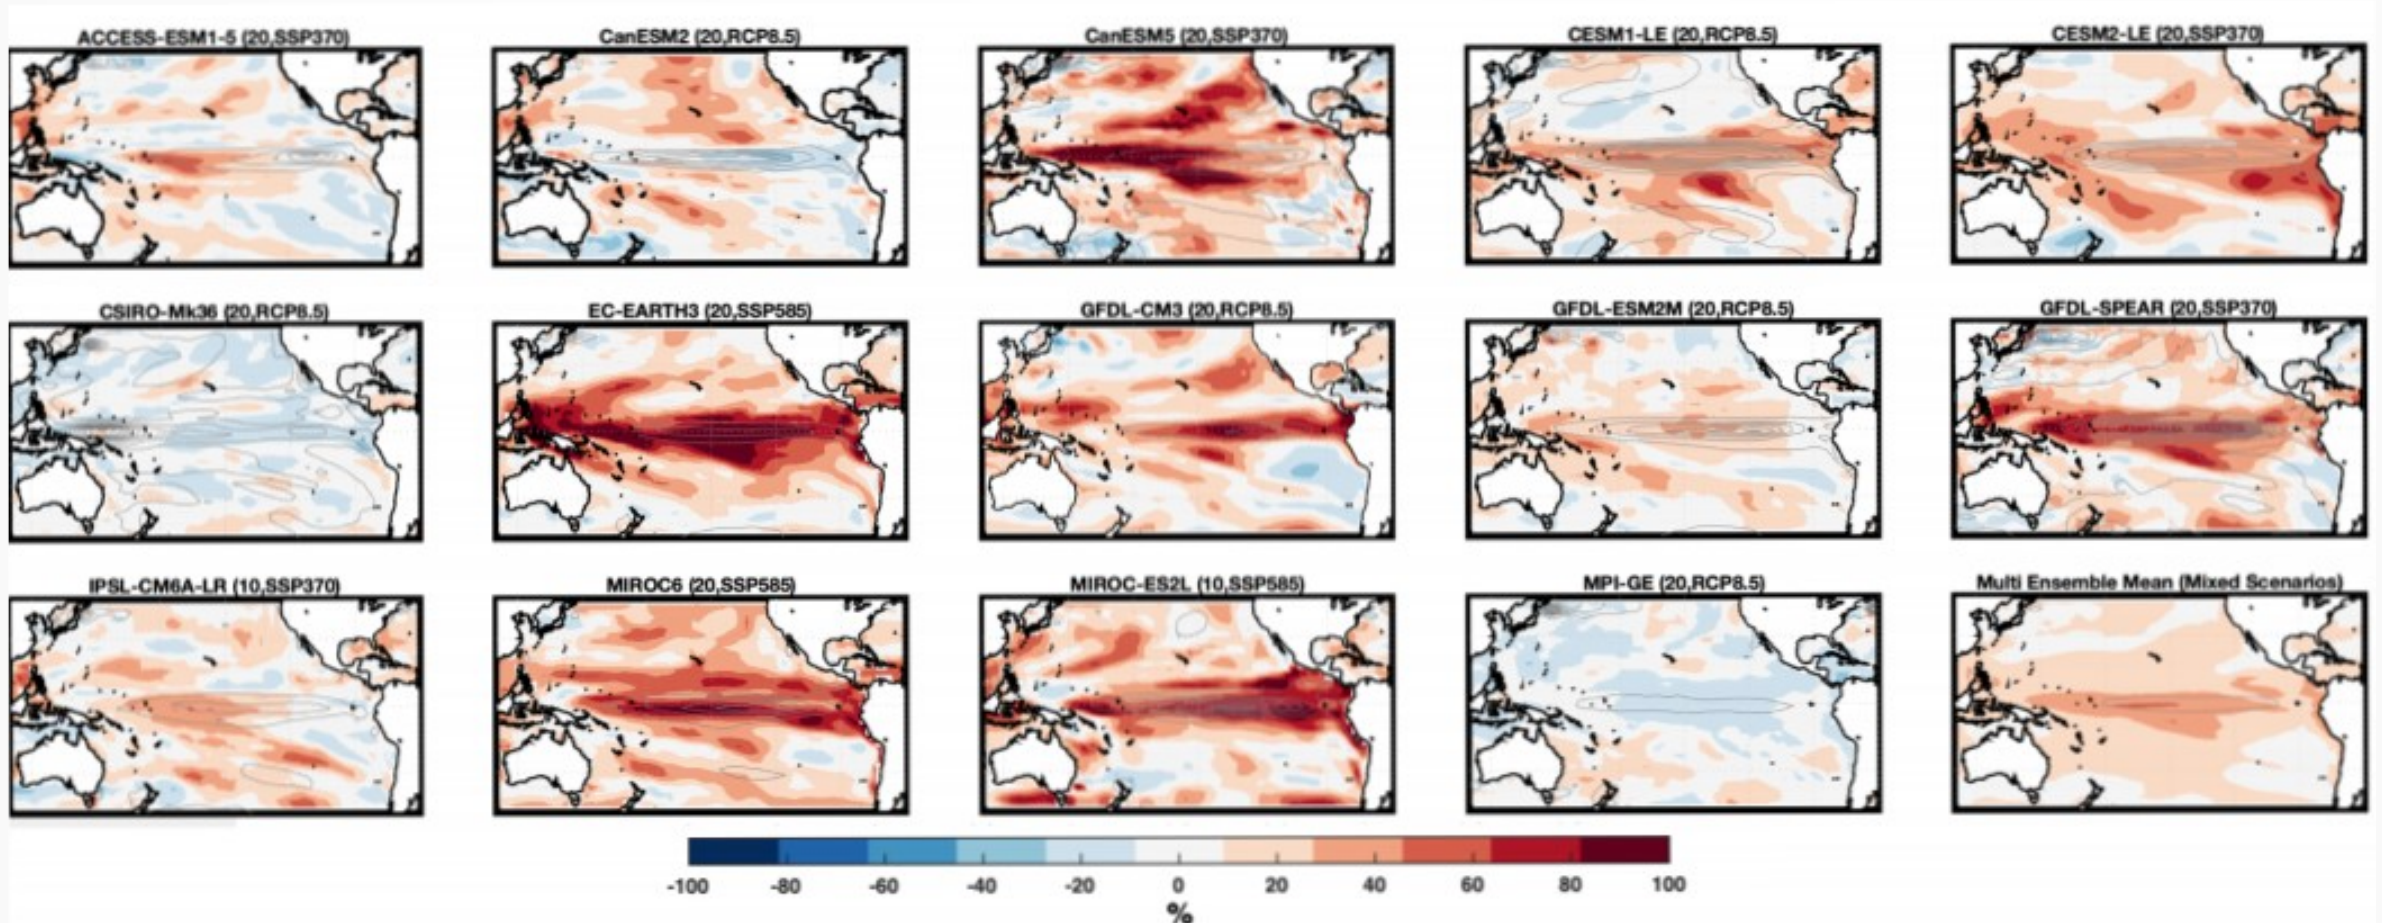 ACCESS-ESM1-5 (20,SSP370)
CanESM2 (20,RCP8.5)
CanESM5 (20,SSP370)
CESM1-LE (20,RCP8.5)
CESM2-LE (20,SSP370)
CSIRO-Mk36 (20,RCP8.5)
EC-EARTH3 (20,SSP585)
GFDL-CM3 (20,RCP8.5)
GFDL-ESM2M (20,RCP8.5)
GFDL-SPEAR (20,SSP370)
IPSL-CM6A-LR (10,SSP370)
MIROC6 (20,SSP585)
MIROC-ES2L (10,SSP585)
MPI-GE (20,RCP8.5)
Multi Ensemble Mean (Mixed Scenarios)
-100 -80 -60 -40 -20 0 20 40 60 80 100
%